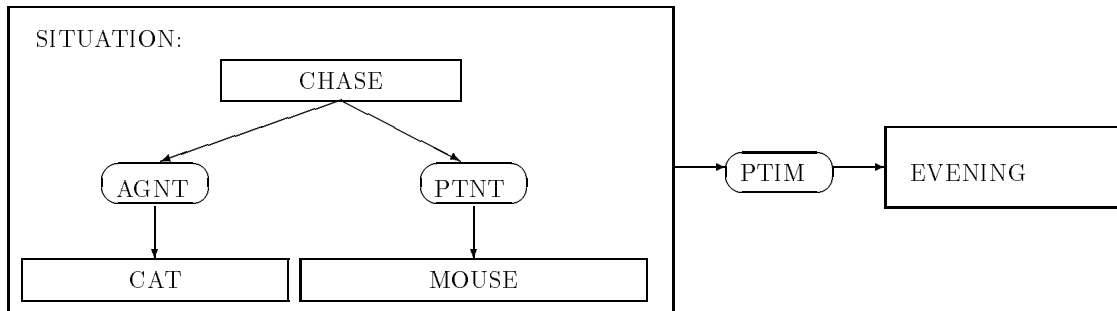 SITUATION:
CHASE
AGNT
PTNT
PTIM
EVENING
CAT
MOUSE